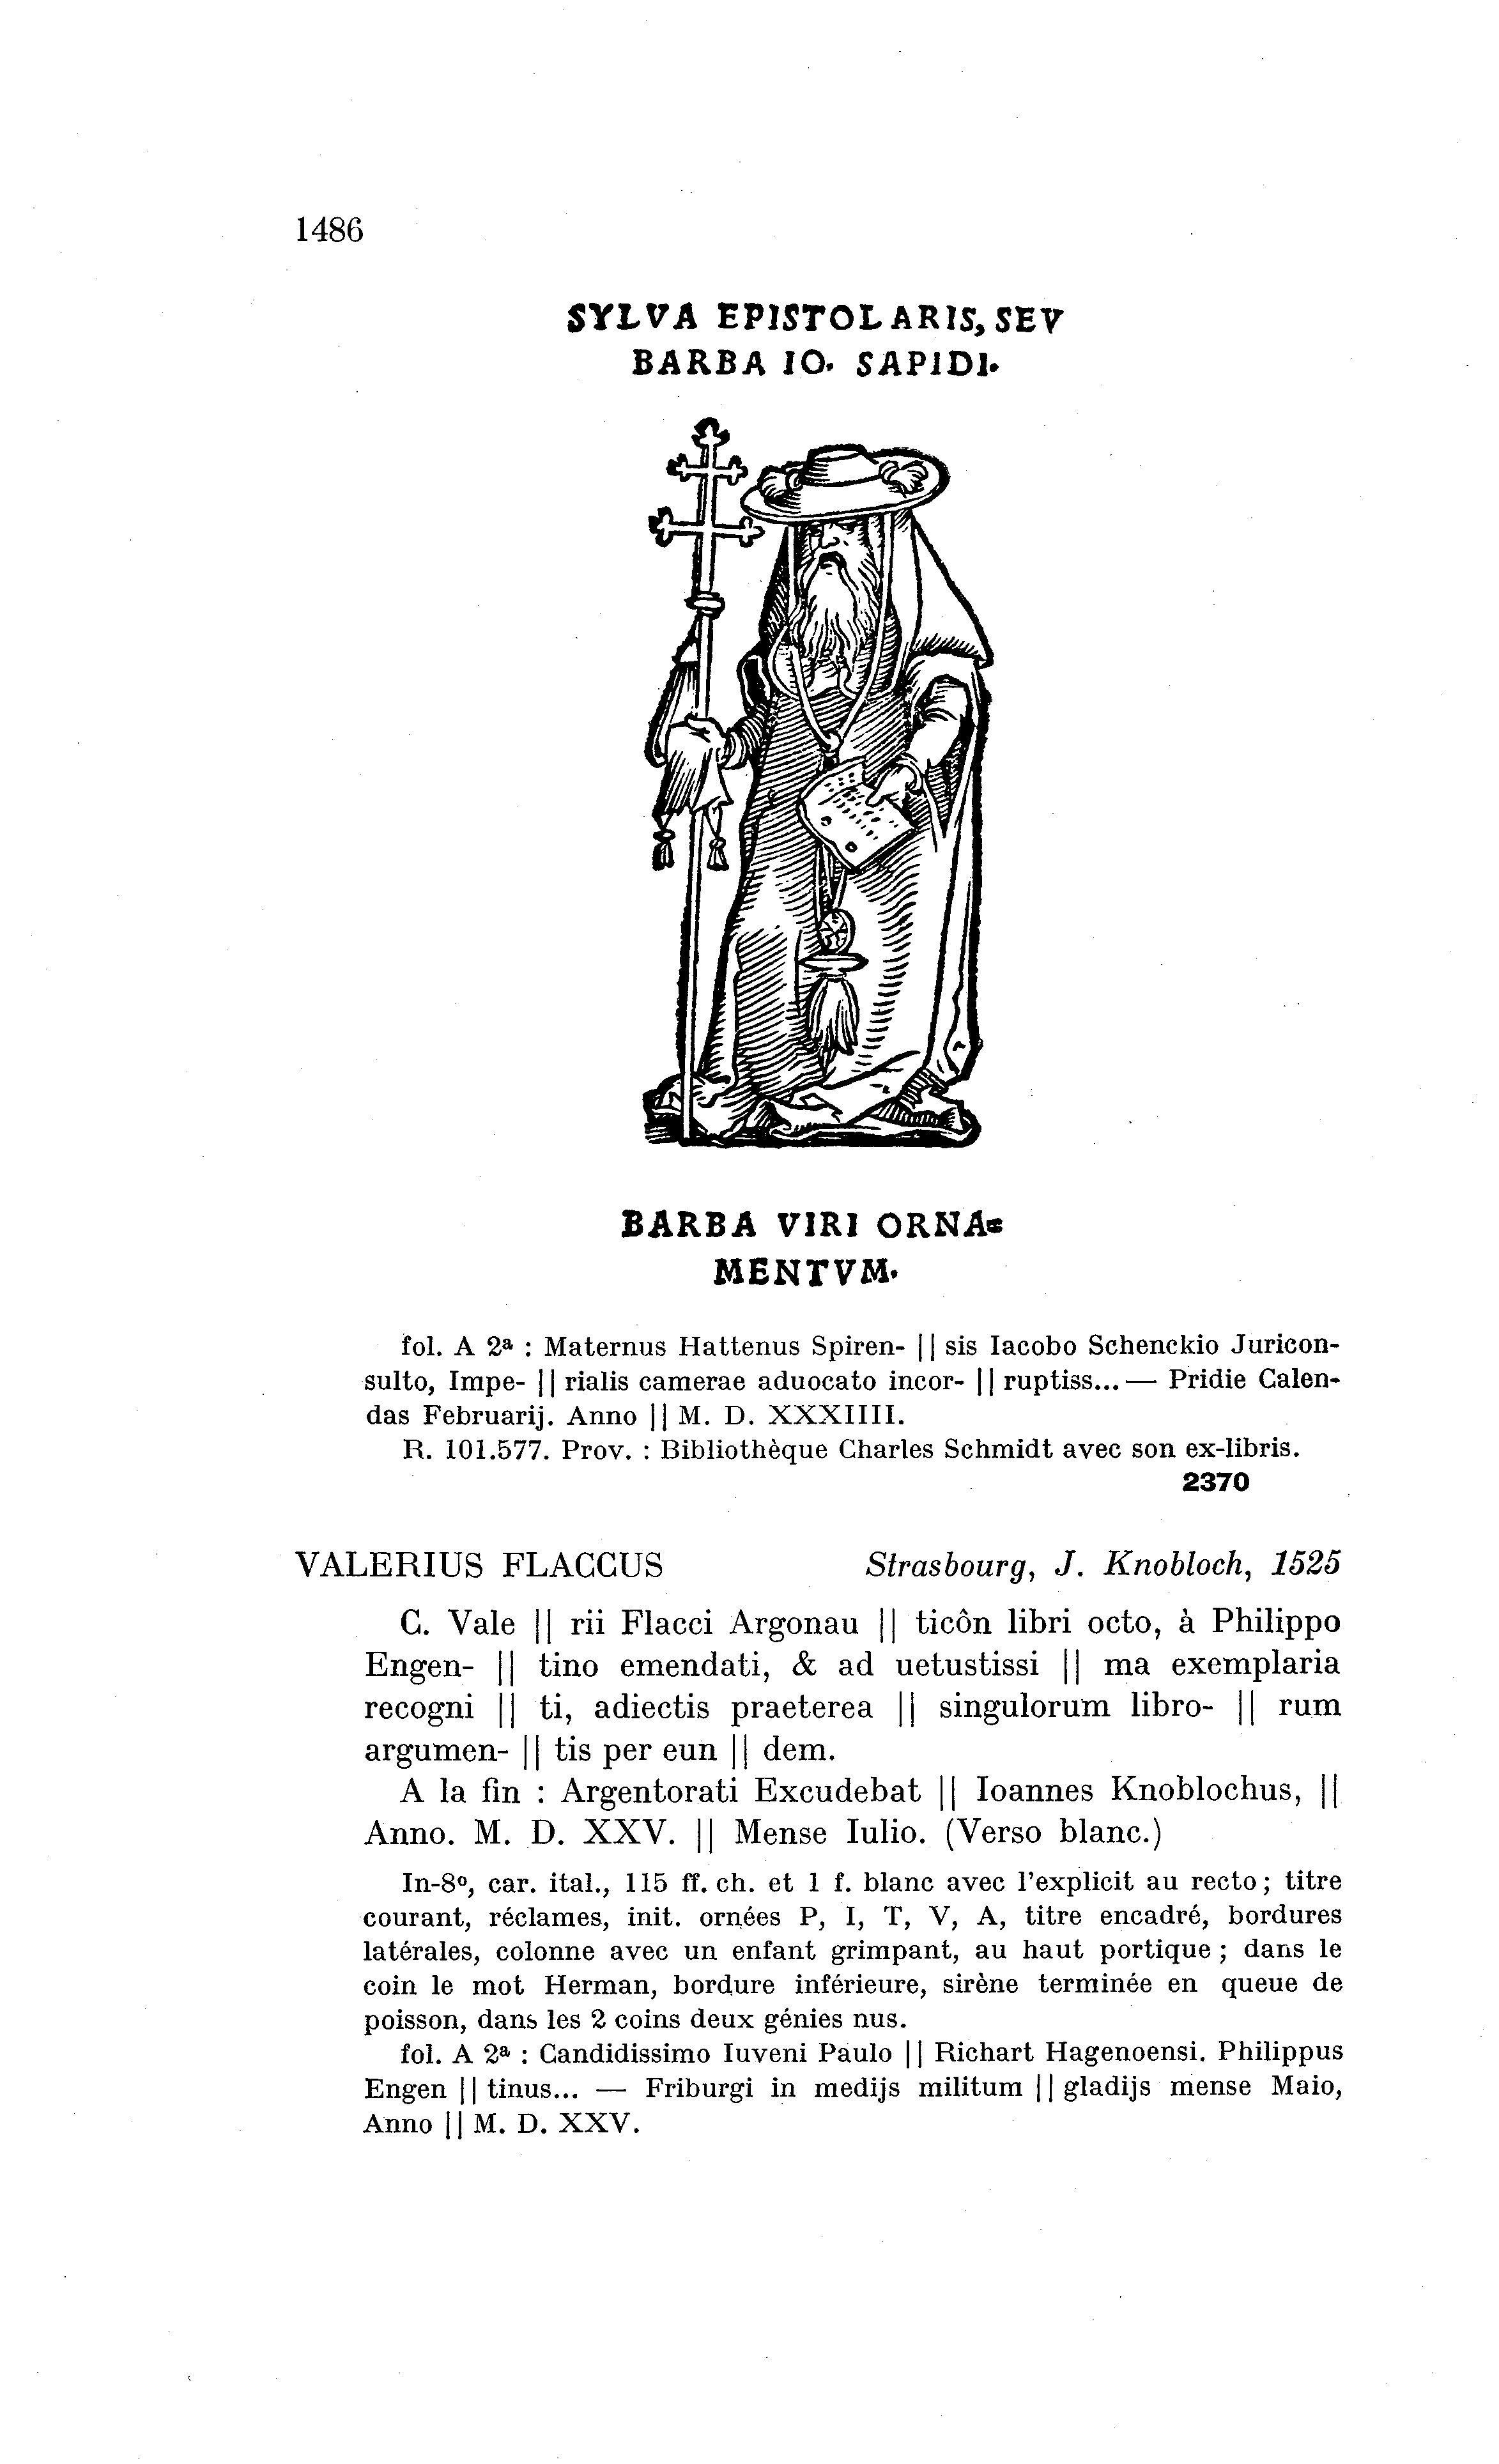 1486
SYLVA EPISTOLARIS, SEV
BARBA IO. SAPIDI.
BARBA VIRI ORNA=
MENTVM.
fol. A 2ª : Maternus Hattenus Spiren- || sis Iacobo Schenckio Juricon-
sulto, Impe- || rialis camerae aduocato incor- || ruptiss... — Pridie Calen-
das Februarij. Anno || M. D. XXXIIII.
R. 101.577. Prov. : Bibliothèque Charles Schmidt avec son ex-libris.
2370
VALERIUS FLACCUS Strasbourg, J. Knobloch, 1525
C. Vale || rii Flacci Argonau || ticôn libri octo, à Philippo
Engen- || tino emendati, & ad uetustissi || ma exemplaria
recogni || ti, adiectis praeterea || singulorum libro- || rum
argumen- || tis per eun || dem.
A la fin : Argentorati Excudebat || Ioannes Knoblochus, ||
Anno. M. D. XXV. || Mense Iulio. (Verso blanc.)
In-8º, car. ital., 115 ff. ch. et 1 f. blanc avec l'explicit au recto ; titre
courant, réclames, init. ornées P, I, T, V, A, titre encadré, bordures
latérales, colonne avec un enfant grimpant, au haut portique ; dans le
coin le mot Herman, bordure inférieure, sirène terminée en queue de
poisson, dans les 2 coins deux génies nus.
fol. A 2ª : Candidissimo Iuveni Paulo || Richart Hagenoensi. Philippus
Engen || tinus... — Friburgi in medijs militum || gladijs mense Maio,
Anno || M. D. XXV.